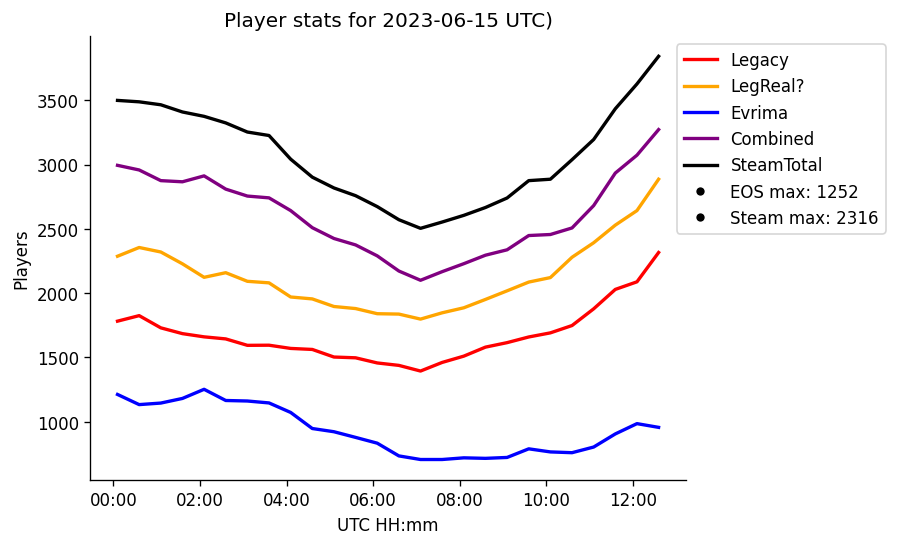 Player stats for 2023-06-15 UTC)
Legacy
LegReal?
Evrima
Combined
SteamTotal
EOS max: 1252
Steam max: 2316
Players
3500
3000
2500
2000
1500
1000
00:00 02:00 04:00 06:00 08:00 10:00 12:00
UTC HH:mm